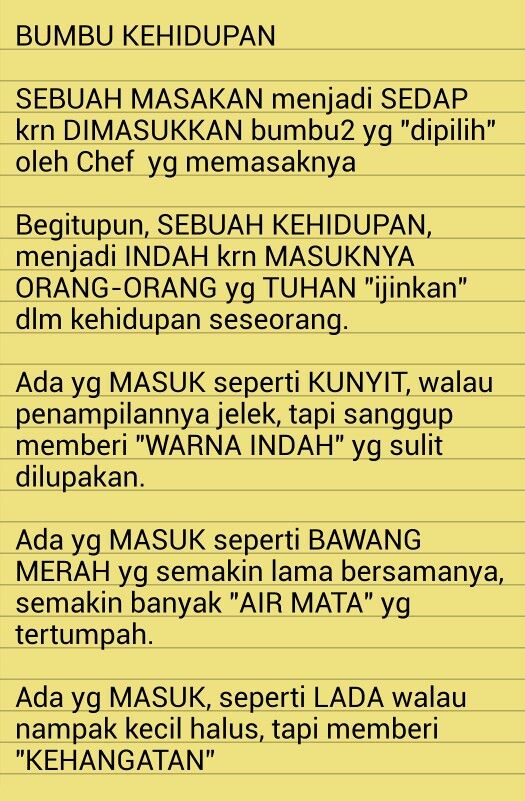 BUMBU KEHIDUPAN
SEBUAH MASAKAN menjadi SEDAP
krn DIMASUKKAN bumbu2 yg "dipilih"
oleh Chef  yg memasaknya
Begitupun, SEBUAH KEHIDUPAN,
menjadi INDAH krn MASUKNYA
ORANG-ORANG yg TUHAN "ijinkan"
dlm kehidupan seseorang.
Ada yg MASUK seperti KUNYIT, walau
penampilannya jelek, tapi sanggup
memberi "WARNA INDAH" yg sulit
dilupakan.
Ada yg MASUK seperti BAWANG
MERAH yg semakin lama bersamanya,
semakin banyak "AIR MATA" yg
tertumpah.
Ada yg MASUK, seperti LADA walau
nampak kecil halus, tapi memberi
"KEHANGATAN"